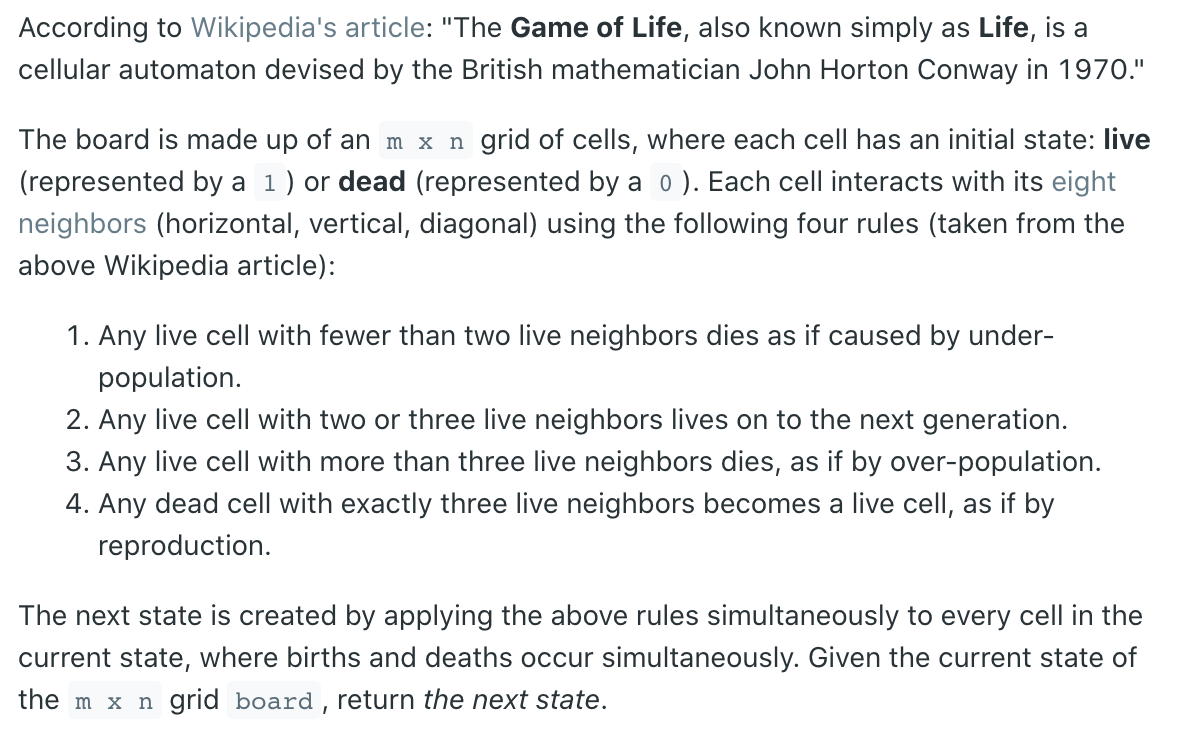 According to Wikipedia's article: "The Game of Life, also known simply as Life, is a
cellular automaton devised by the British mathematician John Horton Conway in 1970."
The board is made up of an m x n grid of cells, where each cell has an initial state: live
(represented by a 1 ) or dead (represented by a 0 ). Each cell interacts with its eight
neighbors (horizontal, vertical, diagonal) using the following four rules (taken from the
above Wikipedia article):
1. Any live cell with fewer than two live neighbors dies as if caused by under-
population.
2. Any live cell with two or three live neighbors lives on to the next generation.
3. Any live cell with more than three live neighbors dies, as if by over-population.
4. Any dead cell with exactly three live neighbors becomes a live cell, as if by
reproduction.
The next state is created by applying the above rules simultaneously to every cell in the
current state, where births and deaths occur simultaneously. Given the current state of
the m x n grid board , return the next state.